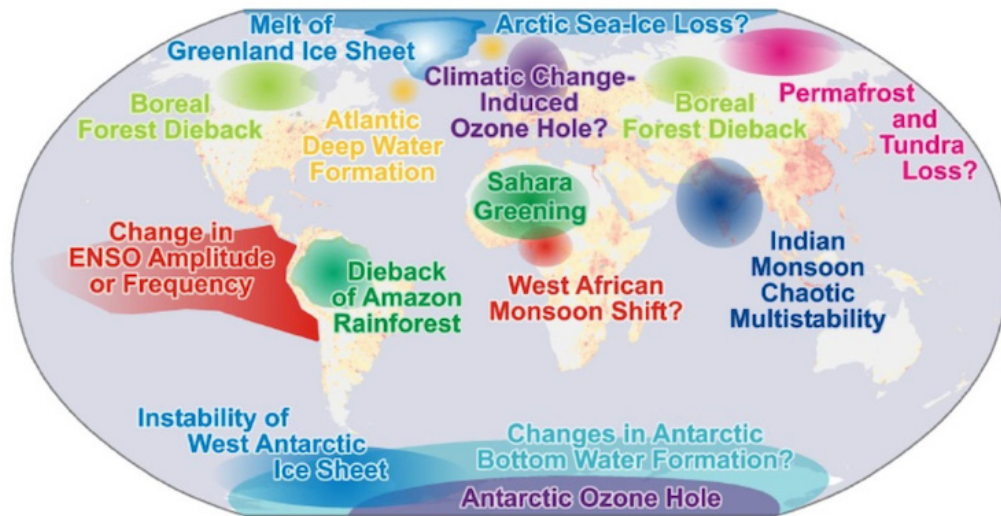 Melt of
Greenland Ice Sheet
Arctic Sea-Ice Loss?
Climatic Change-
Induced
Ozone Hole?
Boreal
Forest Dieback
Atlantic
Deep Water
Formation
Boreal
Forest Dieback
Permafrost
and
Tundra
Loss?
Sahara
Greening
Change in
ENSO Amplitude
or Frequency
Dieback
of Amazon
Rainforest
West African
Monsoon Shift?
Indian
Monsoon
Chaotic
Multistability
Instability of
West Antarctic
Ice Sheet
Changes in Antarctic
Bottom Water Formation?
Antarctic Ozone Hole